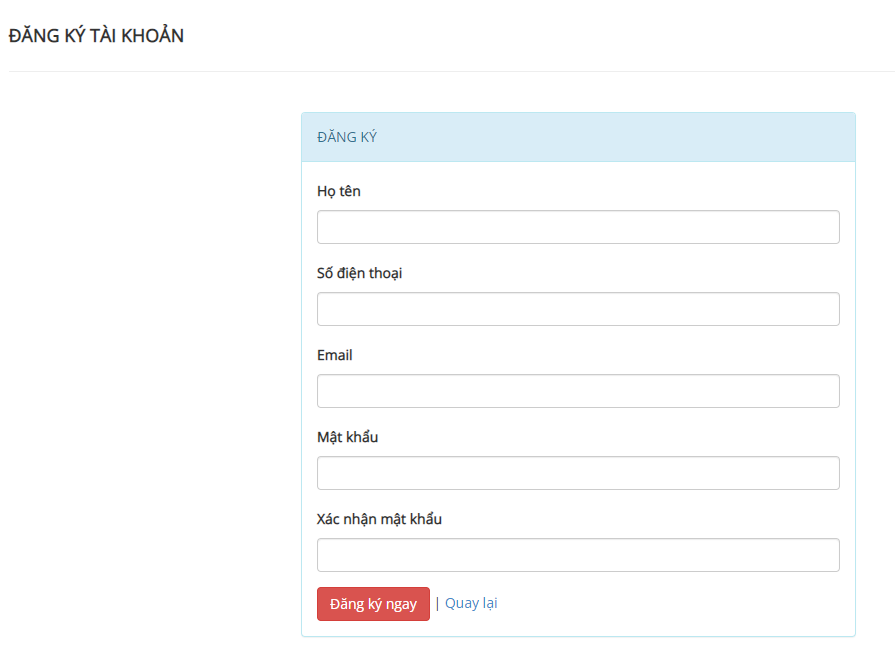 ĐĂNG KÝ TÀI KHOẢN
ĐĂNG KÝ
Họ tên
Số điện thoại
Email
Mật khẩu
Xác nhận mật khẩu
Đăng ký ngay | Quay lại